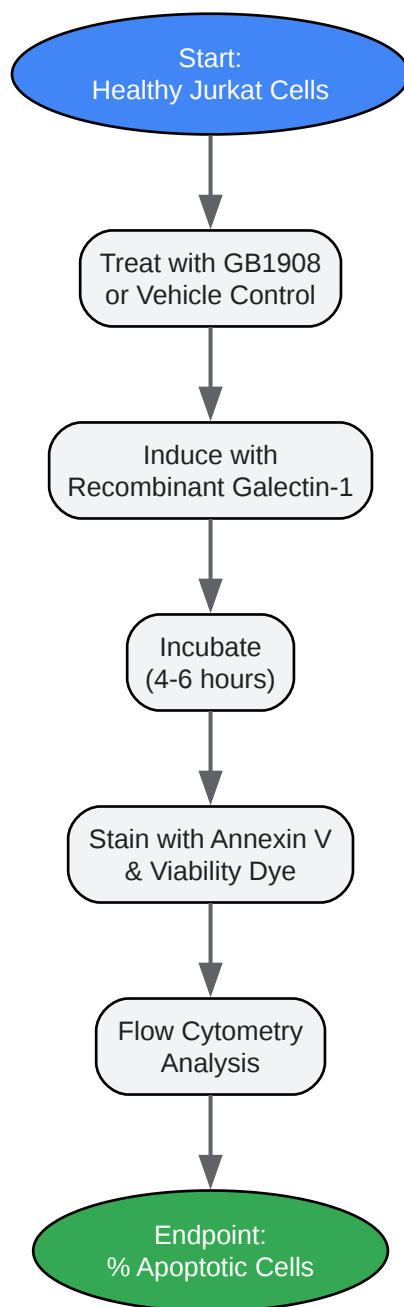 Start:
Healthy Jurkat Cells
Treat with GB1908
or Vehicle Control
Induce with
Recombinant Galectin-1
Incubate
(4-6 hours)
Stain with Annexin V
& Viability Dye
Flow Cytometry
Analysis
Endpoint:
% Apoptotic Cells